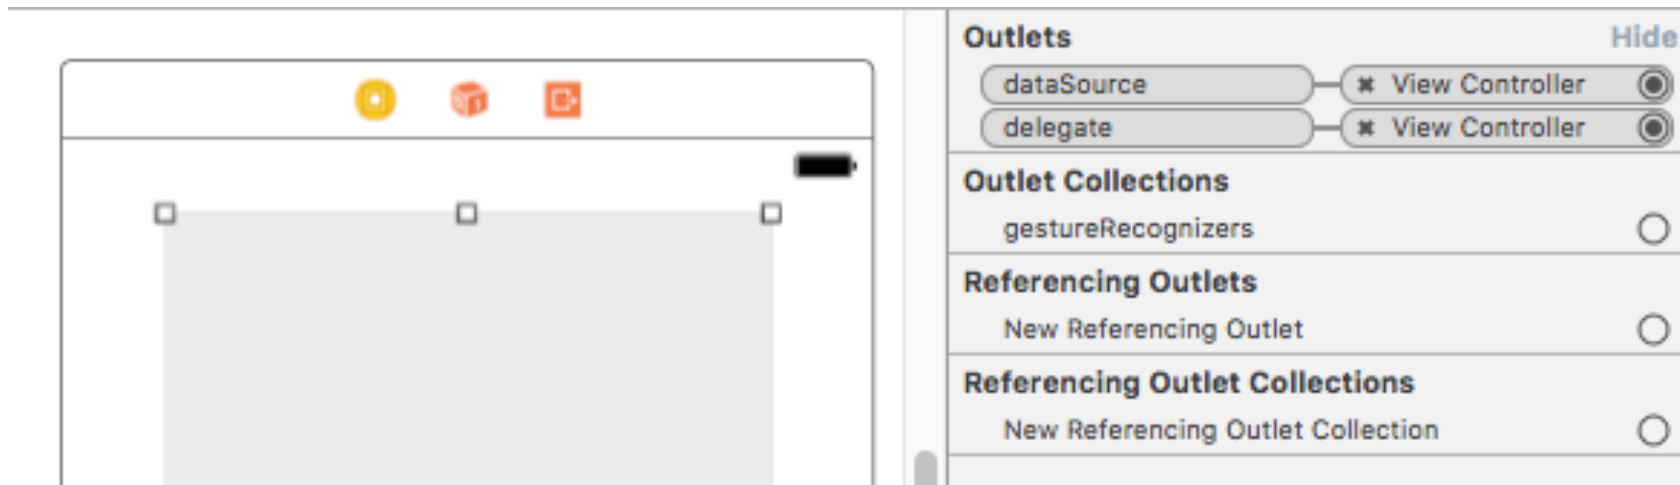 Outlets Hide
dataSource View Controller
delegate View Controller
Outlet Collections
gestureRecognizers
Referencing Outlets
New Referencing Outlet
Referencing Outlet Collections
New Referencing Outlet Collection